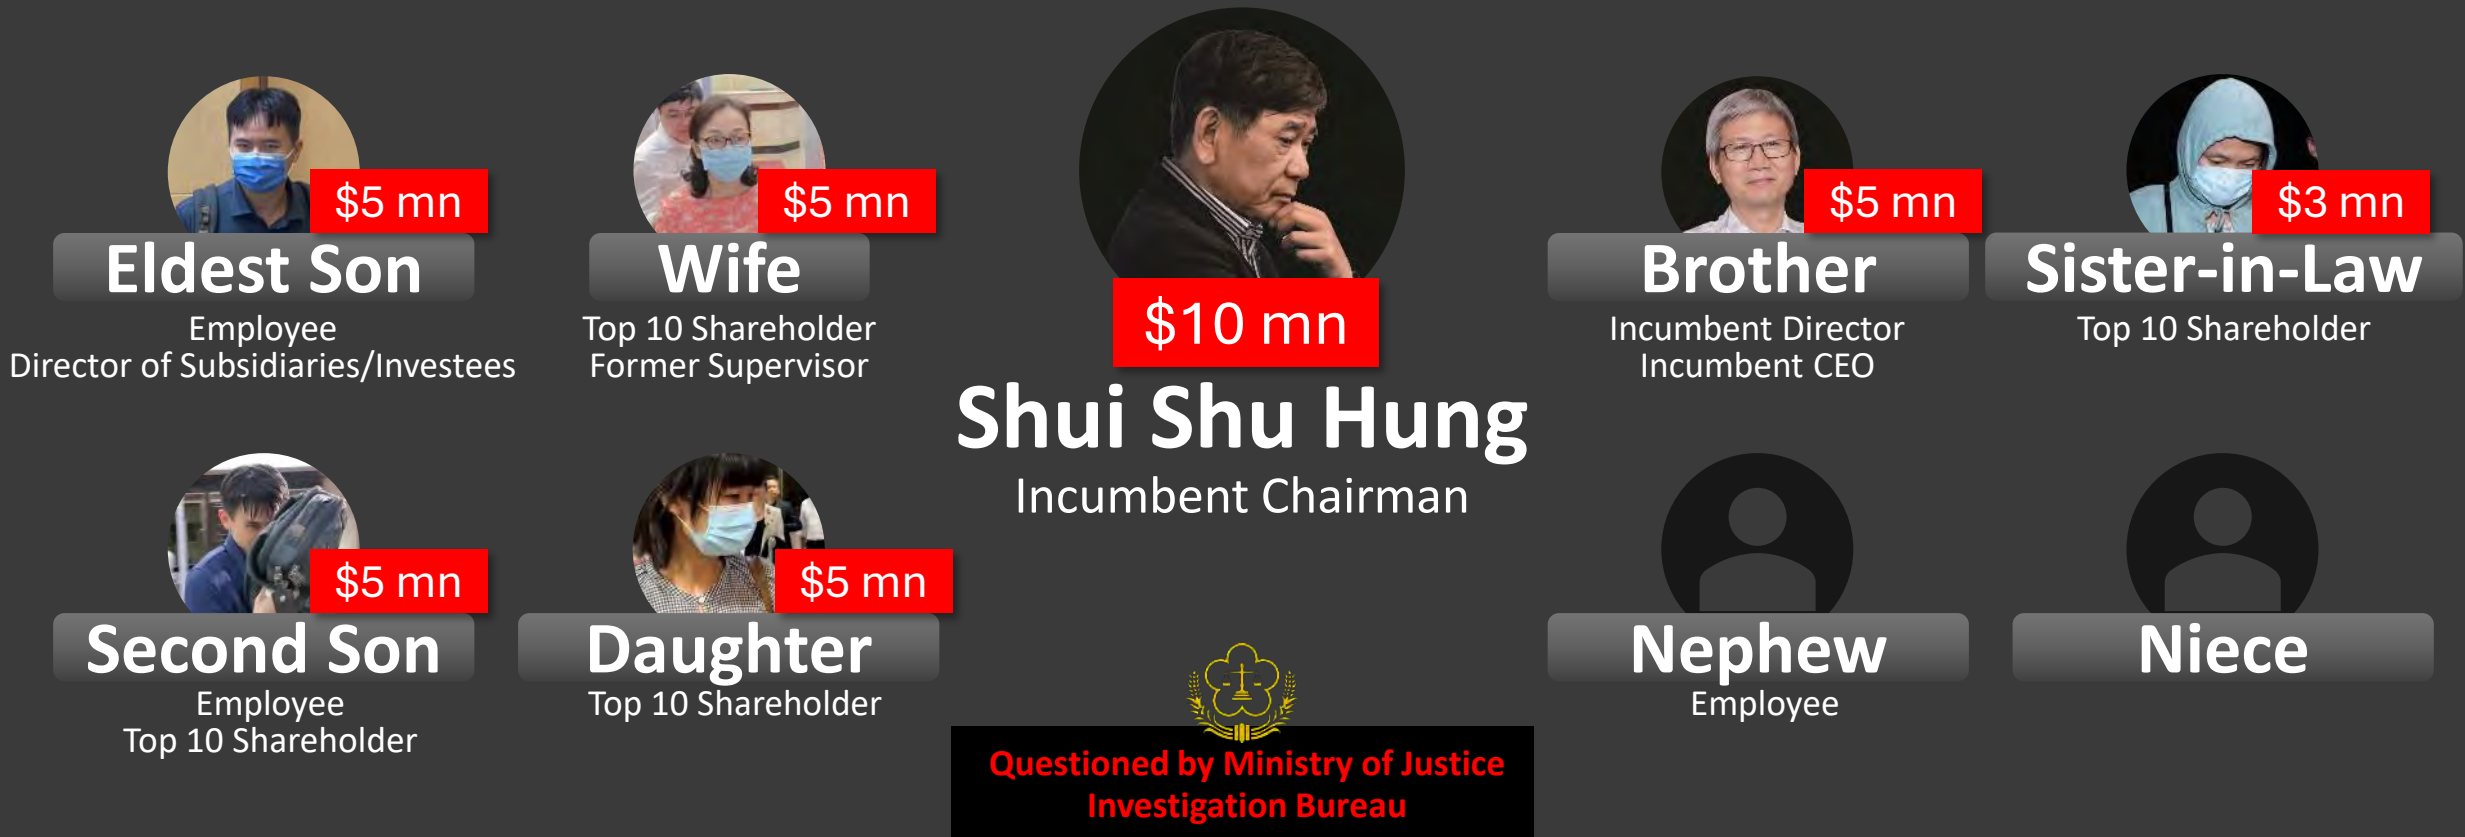 $5 mn
Eldest Son
Employee
Director of Subsidiaries/Investees
$5 mn
Wife
Top 10 Shareholder
Former Supervisor
$10 mn
Shui Shu Hung
Incumbent Chairman
$5 mn
Brother
Incumbent Director
Incumbent CEO
$3 mn
Sister-in-Law
Top 10 Shareholder
$5 mn
Second Son
Employee
Top 10 Shareholder
$5 mn
Daughter
Top 10 Shareholder
Questioned by Ministry of Justice
Investigation Bureau
Nephew
Employee
Niece